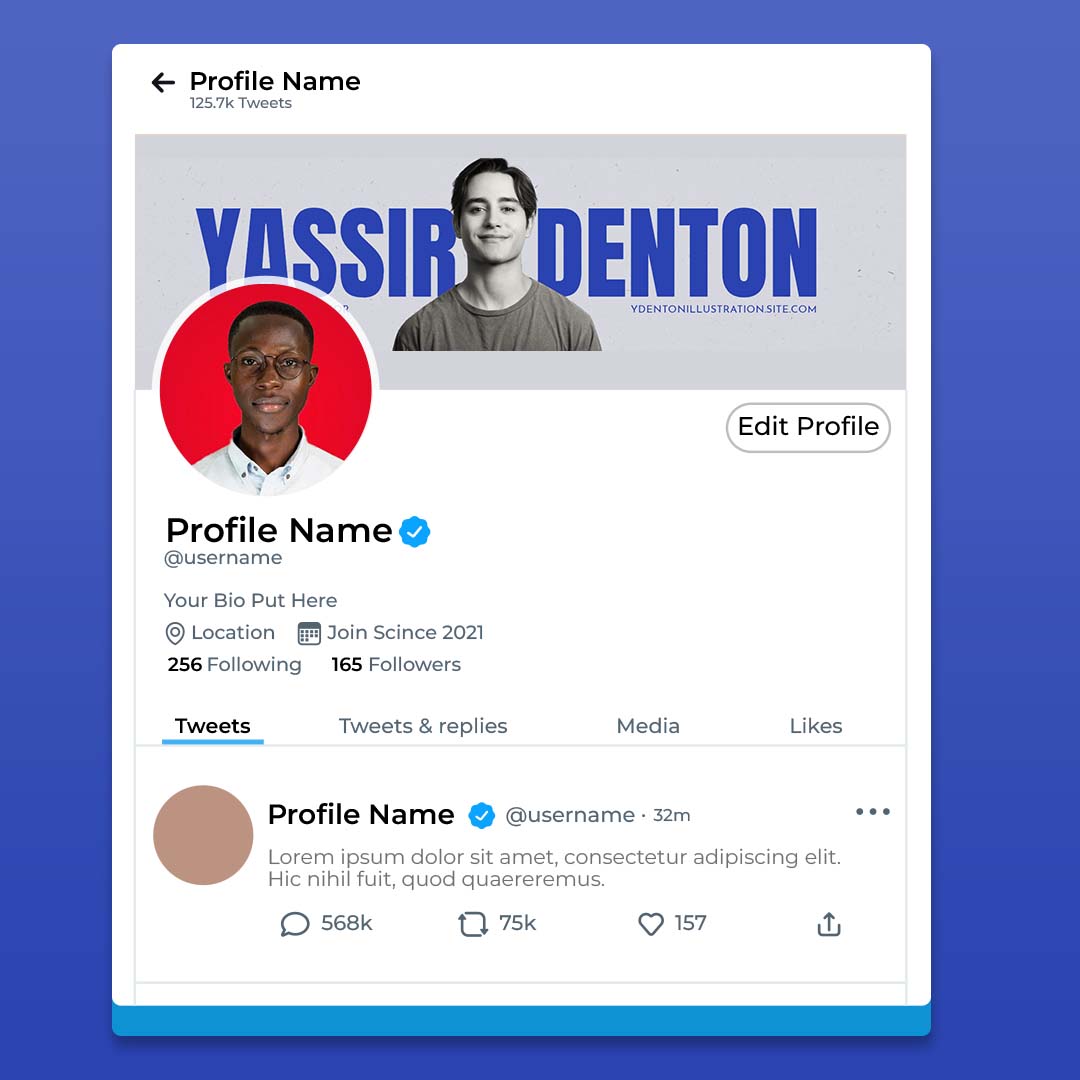 Profile Name
125.7k Tweets
YASSIR DENTON
YDENTONILLUSTRATION.SITE.COM
Edit Profile
Profile Name
@username
Your Bio Put Here
Location Join Scince 2021
256 Following 165 Followers
Tweets Tweets & replies Media Likes
Profile Name @username · 32m
Lorem ipsum dolor sit amet, consectetur adipiscing elit.
Hic nihil fuit, quod quaereremus.
568k 75k 157